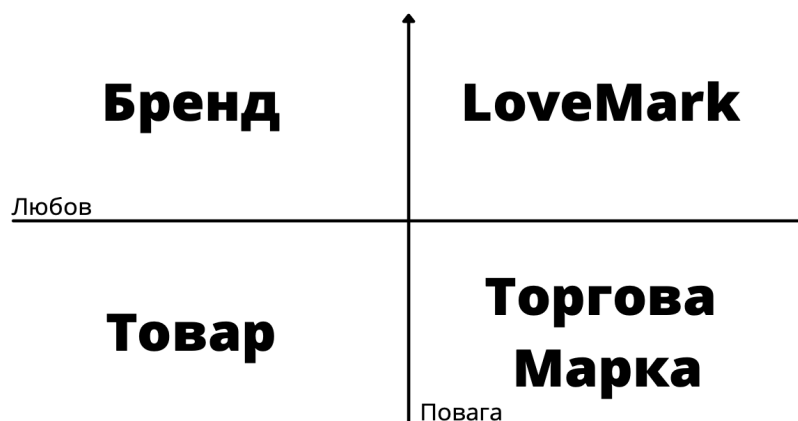 Бренд
LoveMark
Любов
Товар
Торгова
Марка
Повага